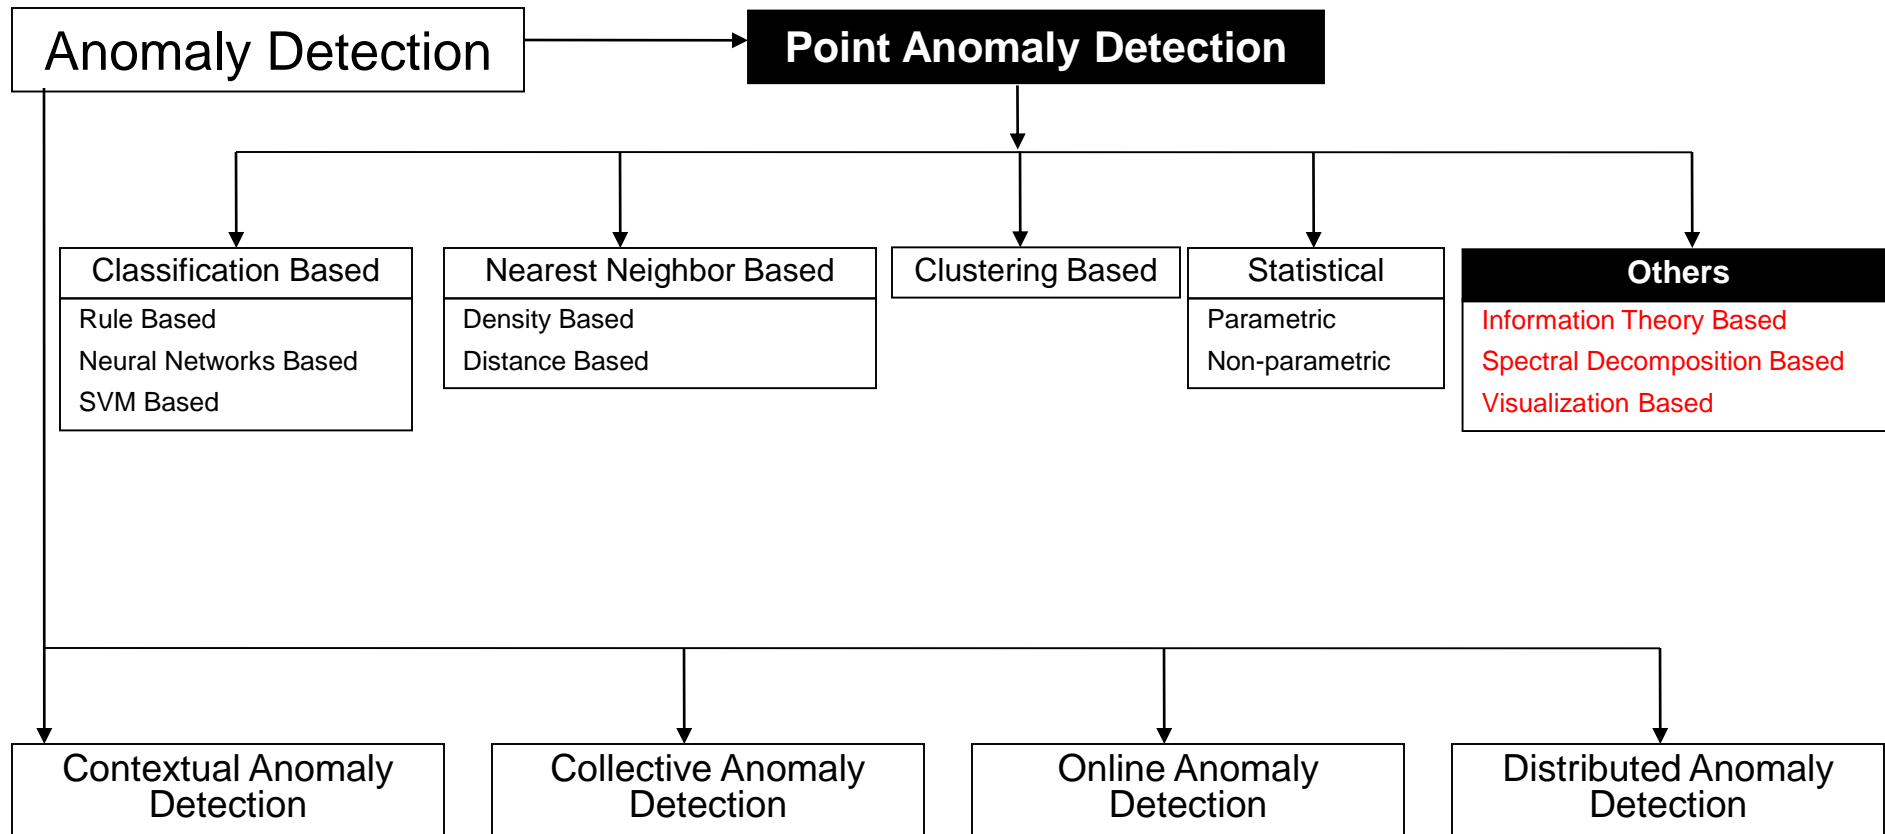 Anomaly Detection
Point Anomaly Detection
Classification Based
Rule Based
Neural Networks Based
SVM Based
Nearest Neighbor Based
Density Based
Distance Based
Clustering Based
Statistical
Parametric
Non-parametric
Others
Information Theory Based
Spectral Decomposition Based
Visualization Based
Contextual Anomaly
Detection
Collective Anomaly
Detection
Online Anomaly
Detection
Distributed Anomaly
Detection